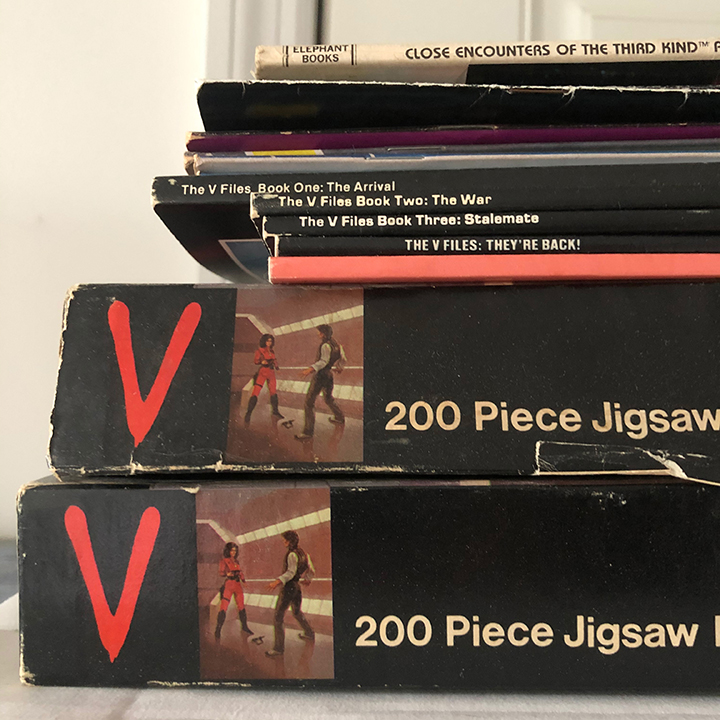 ELEPHANT
BOOKS
CLOSE ENCOUNTERS OF THE THIRD KIND™
The V Files Book One: The Arrival
The V Files Book Two: The War
The V Files Book Three: Stalemate
THE V FILES: THEY'RE BACK!
V
200 Piece Jigsaw
V
200 Piece Jigsaw